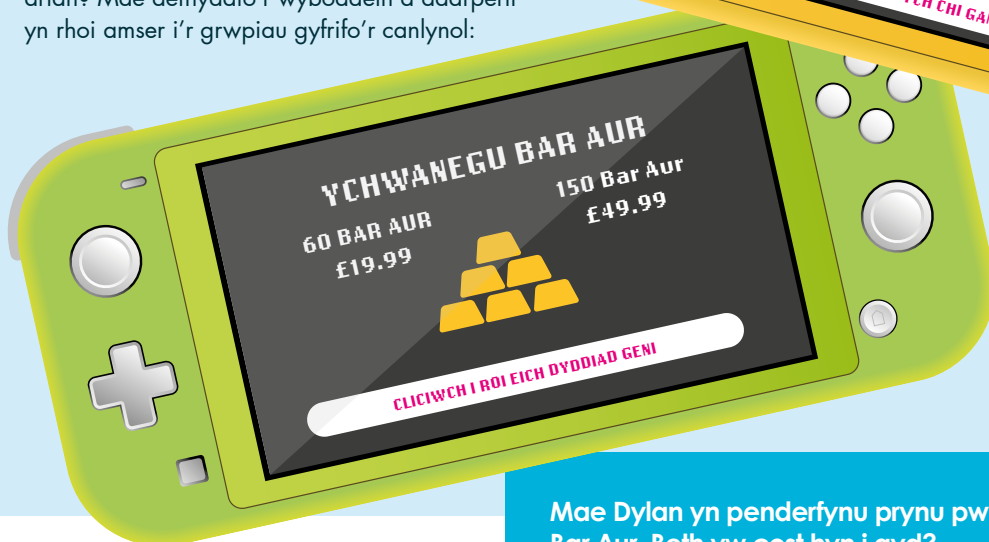 yn rhoi amser i'r grwpiau gyfrifo'r canlynol:
CHI
YCHWANEGU BAR AUR
60 BAR AUR
£19.99
150 Bar Aur
£49.99
CLICIWCH I ROI EICH DYDDIAD GENI
Mae Dylan yn penderfynu prynu